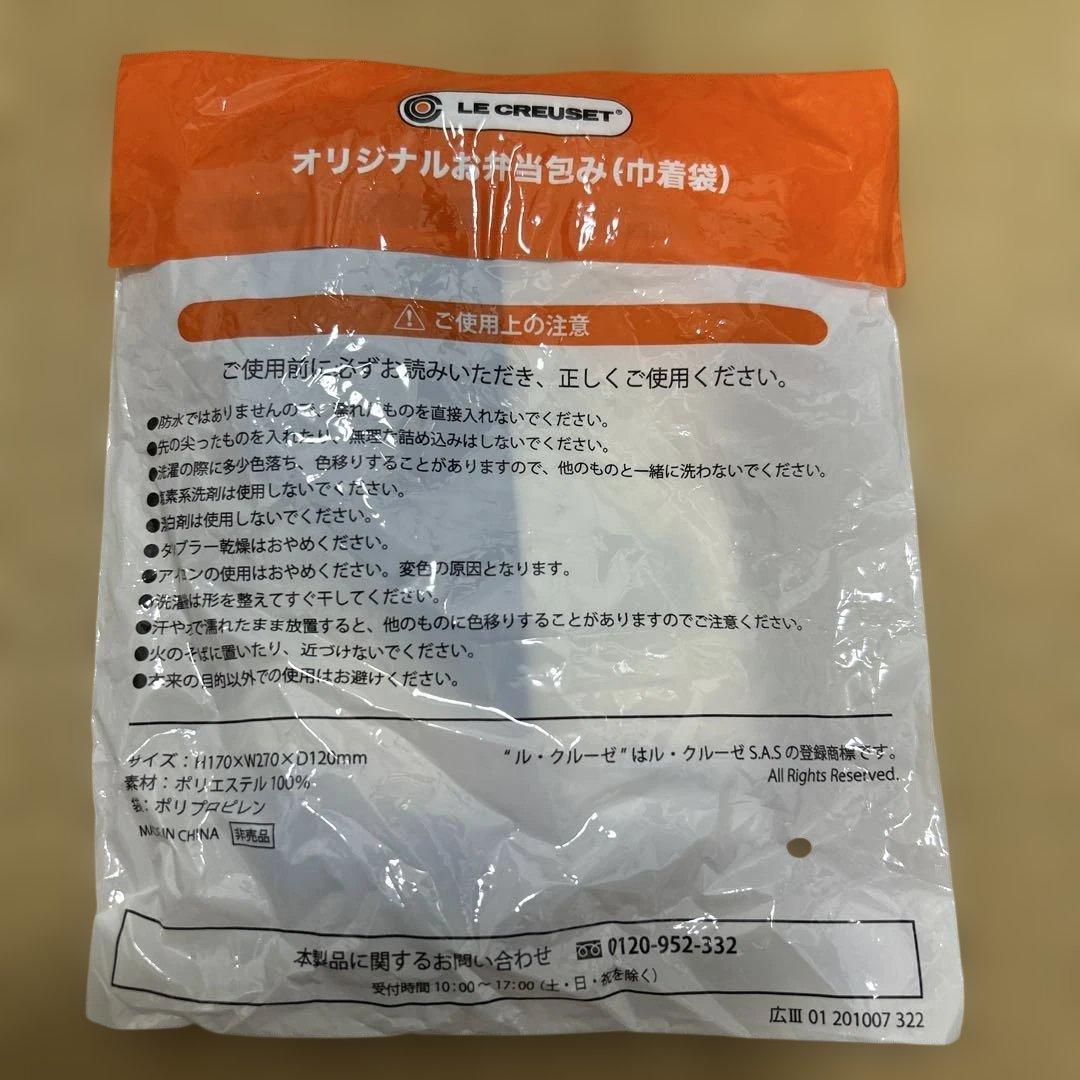 LE CREUSET®
オリジナルお弁当包み(巾着袋)
ご使用上の注意
ご使用前に必ずお読みいただき、正しくご使用ください。
●防水ではありませんので、濡れたものを直接入れないでください。
●先の尖ったものを入れたり、無理な詰め込みはしないでください。
●洗濯の際に多少色落ち、色移りすることがありますので、他のものと一緒に洗わないでください。
●塩素系洗剤は使用しないでください。
●漂白剤は使用しないでください。
●タンブラー乾燥はおやめください。
●アイロンの使用はおやめください。変色の原因となります。
●洗濯後は形を整えてすぐ干してください。
●汗や水で濡れたまま放置すると、他のものに色移りすることがありますのでご注意ください。
●火のそばに置いたり、近づけないでください。
●本来の目的以外での使用はお避けください。
サイズ:H170×W270×D120mm
素材:ポリエステル100%
袋:ポリプロピレン
MADE IN CHINA 非売品
“ル・クルーゼ”はル・クルーゼ S.A.S の登録商標です。
All Rights Reserved.
本製品に関するお問い合わせ 0120-952-332
受付時間 10:00~17:00 (土・日・祝を除く)
広Ⅲ 01 201007 322